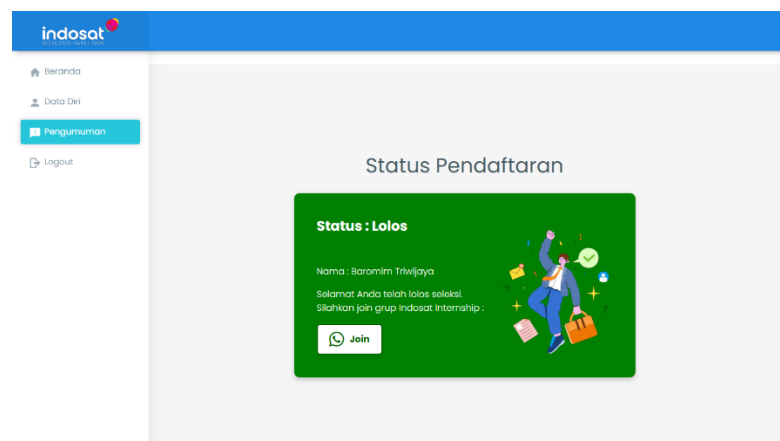 indosat
Beranda
Data Diri
Pengumuman
Logout
Status Pendaftaran
Status : Lolos
Nama : Baromim Triwijaya
Selamat Anda telah lolos seleksi.
Silahkan join grup Indosat Internship :
Join